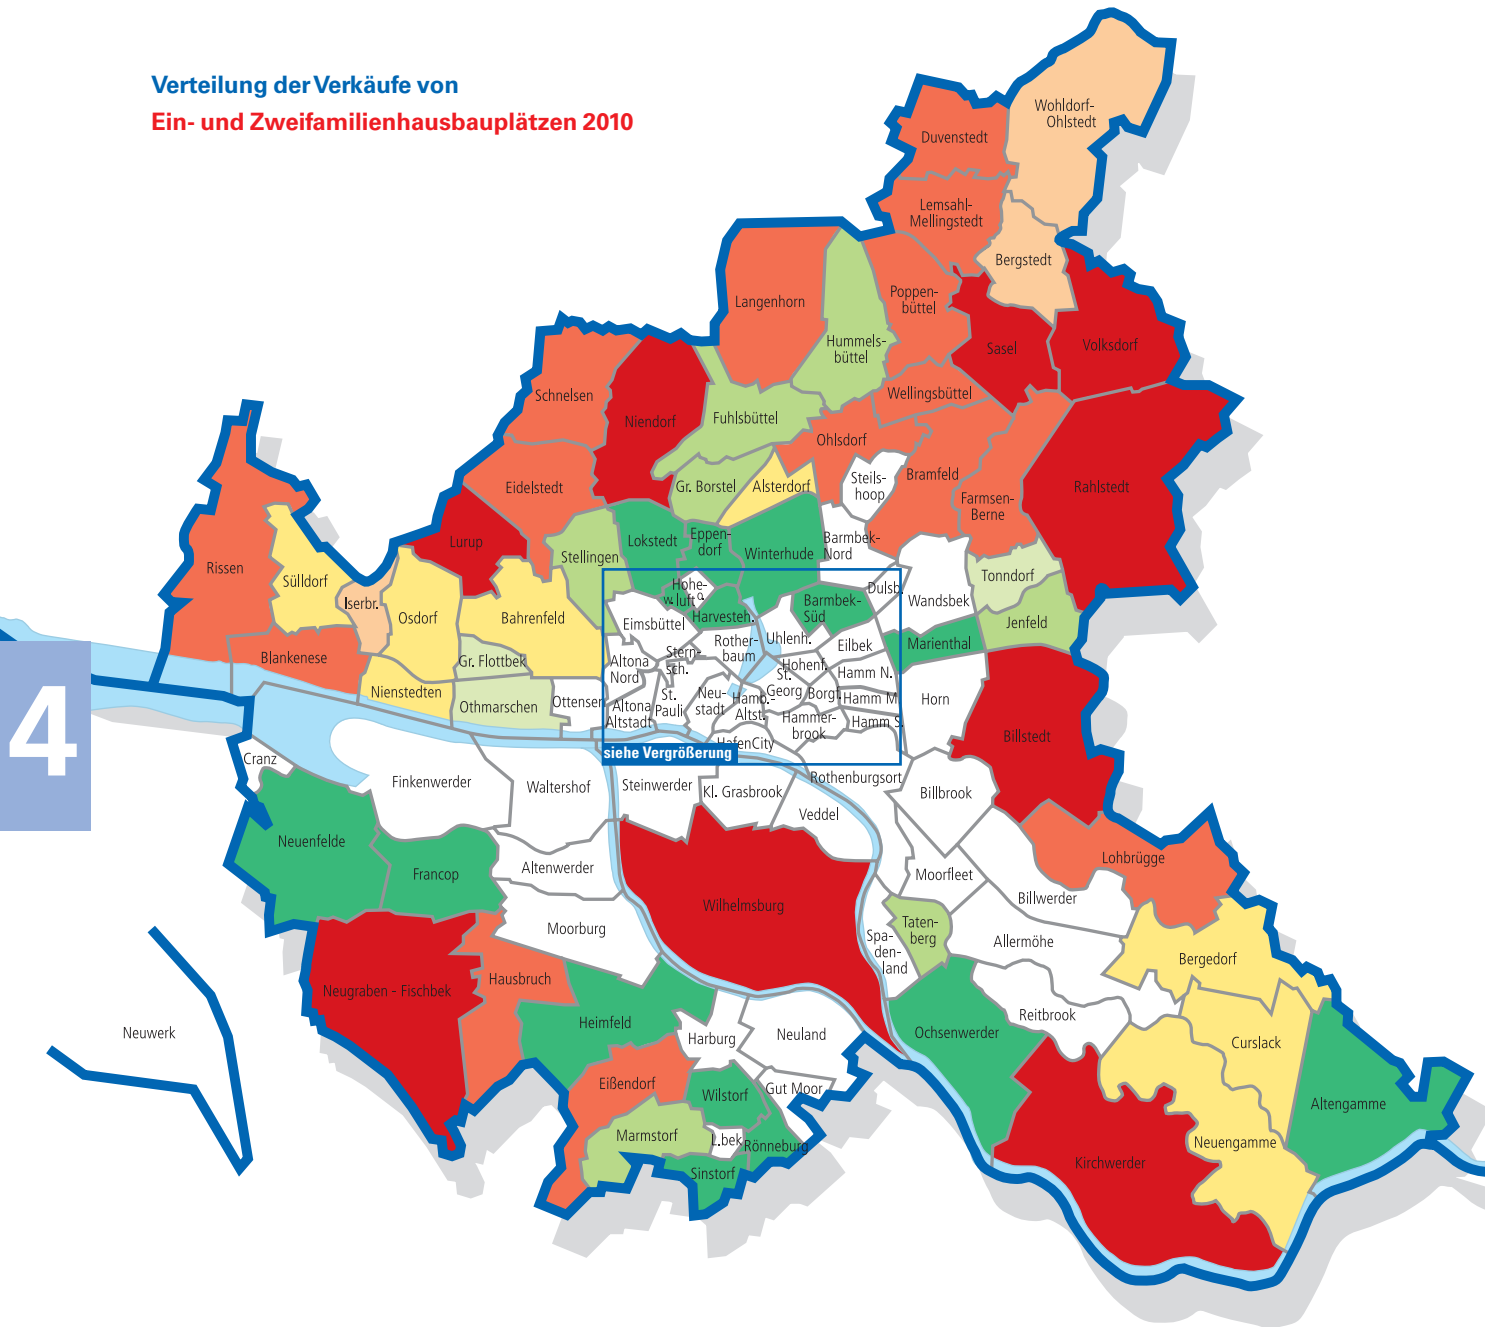 Verteilung der Verkäufe von
Ein- und Zweifamilienhausbauplätzen 2010
Wohldorf-
Ohlstedt
Duvenstedt
Lemsahl-
Mellingstedt
Bergstedt
Langenhorn
Poppen-
büttel
Hummels-
büttel
Sasel
Volksdorf
Schnelsen
Niendorf
Fuhlsbüttel
Wellingsbüttel
Ohlsdorf
Eidelstedt
Gr. Borstel
Alsterdorf
Steils-
hoop
Bramfeld
Farmsen-
Berne
Rahlstedt
Lurup
Stellingen
Lokstedt
Eppen-
dorf
Winterhude
Barmbek-
Nord
Rissen
Sülldorf
Iserbr.
Osdorf
Bahrenfeld
Hohe-
luft
w.
o.
Harvesteh.
Barmbek-
Süd
Dulsb.
Wandsbek
Tonndorf
Jenfeld
Eimsbüttel
Rother-
baum
Uhlenh.
Eilbek
Marienthal
Blankenese
Gr. Flottbek
Nienstedten
Othmarschen
Ottensen
Altona
Nord
Stern-
sch.
Altona
Altstadt
St.
Pauli
Neu-
stadt
Hamb.-
Altst.
Hohenf.
St.
Georg
Borgf.
Hamm N.
Hamm M.
Hamm S.
Hammer-
brook
HafenCity
Horn
Billstedt
siehe Vergrößerung
4
Cranz
Finkenwerder
Waltershof
Steinwerder
Kl. Grasbrook
Veddel
Rothenburgsort
Billbrook
Neuenfelde
Francop
Altenwerder
Moorburg
Wilhelmsburg
Moorfleet
Lohbrügge
Billwerder
Spa-
den-
land
Taten-
berg
Allermöhe
Bergedorf
Neugraben - Fischbek
Hausbruch
Heimfeld
Harburg
Neuland
Ochsenwerder
Reitbrook
Curslack
Neuwerk
Eißendorf
Wilstorf
Gut Moor
Altengamme
Marmstorf
L.bek
Rönneburg
Sinstorf
Kirchwerder
Neuengamme